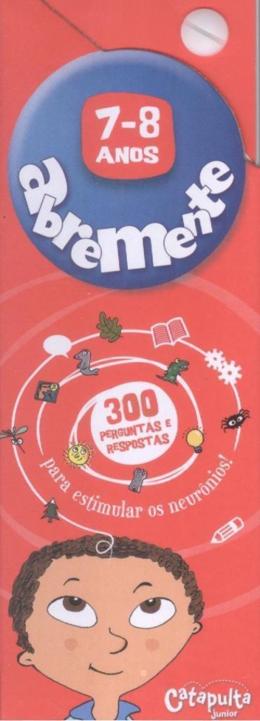 7-8
ANOS
abremente
300
PERGUNTAS E
RESPOSTAS
para estimular os neurônios!
Catapulta
junior